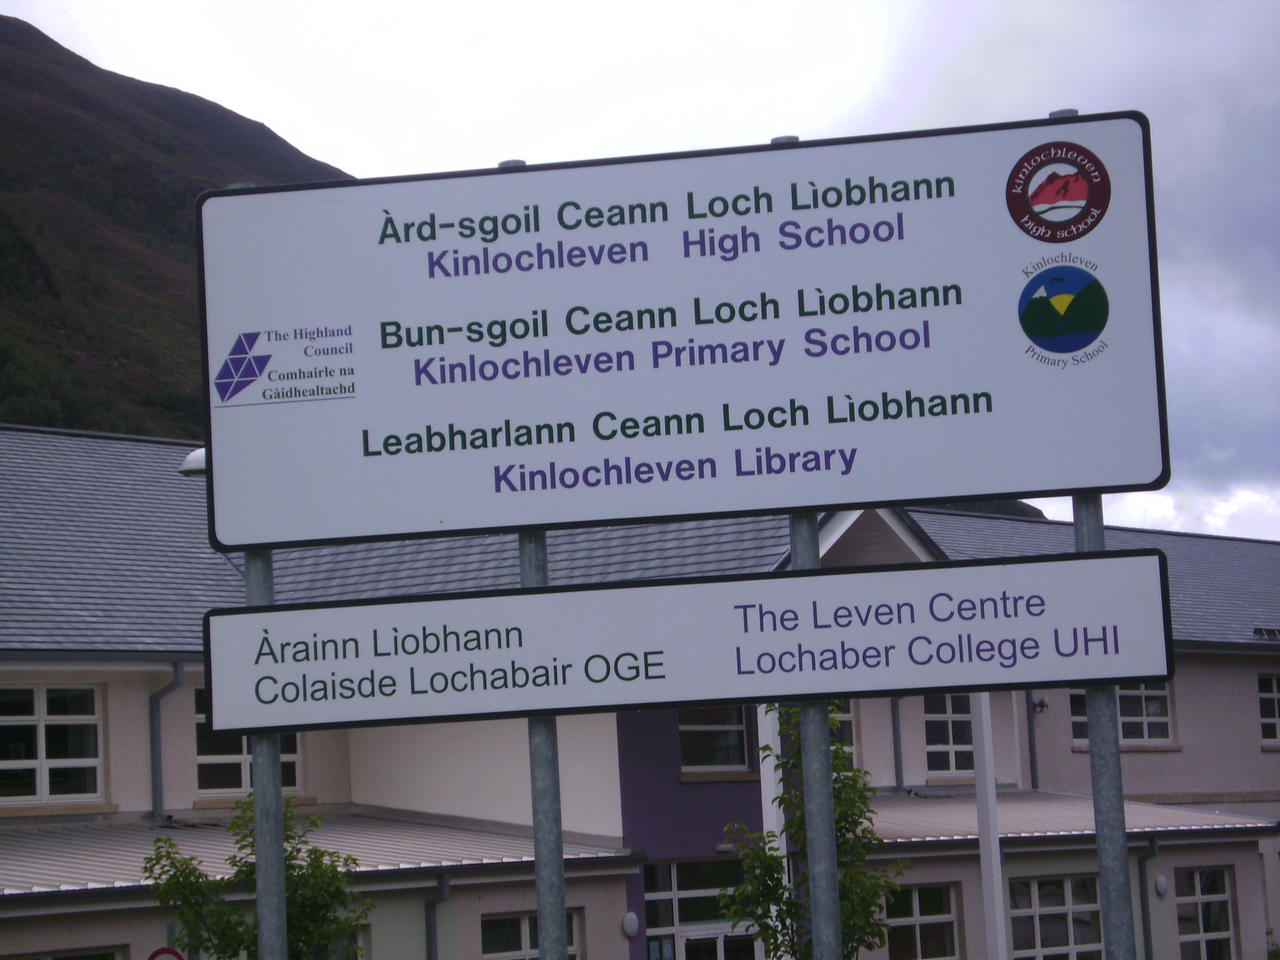 Àrd-sgoil Ceann Loch Lìobhann
Kinlochleven High School
kinlochleven
high school
Bun-sgoil Ceann Loch Lìobhann
Kinlochleven Primary School
Kinlochleven
Primary School
The Highland
Council
Comhairle na
Gàidhealtachd
Leabharlann Ceann Loch Lìobhann
Kinlochleven Library
Àrainn Lìobhann
Colaisde Lochabair OGE
The Leven Centre
Lochaber College UHI